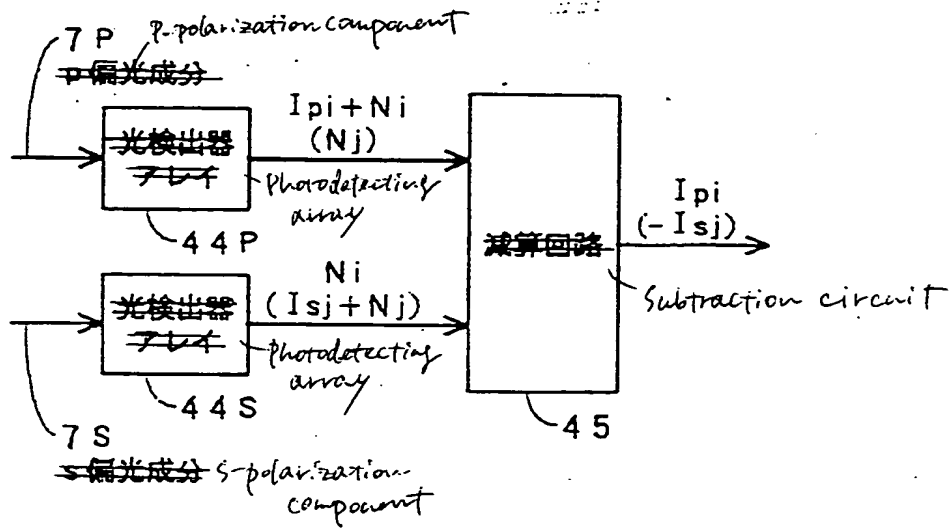 7P
P-polarization component
p偏光成分
光検出器
アレイ
Photodetecting
array
44P
Ipi+Ni
(Nj)
減算回路
Subtraction circuit
45
Ipi
(-Isj)
光検出器
アレイ
Photodetecting
array
44S
Ni
(Isj+Nj)
7S
s偏光成分
S-polarization
component